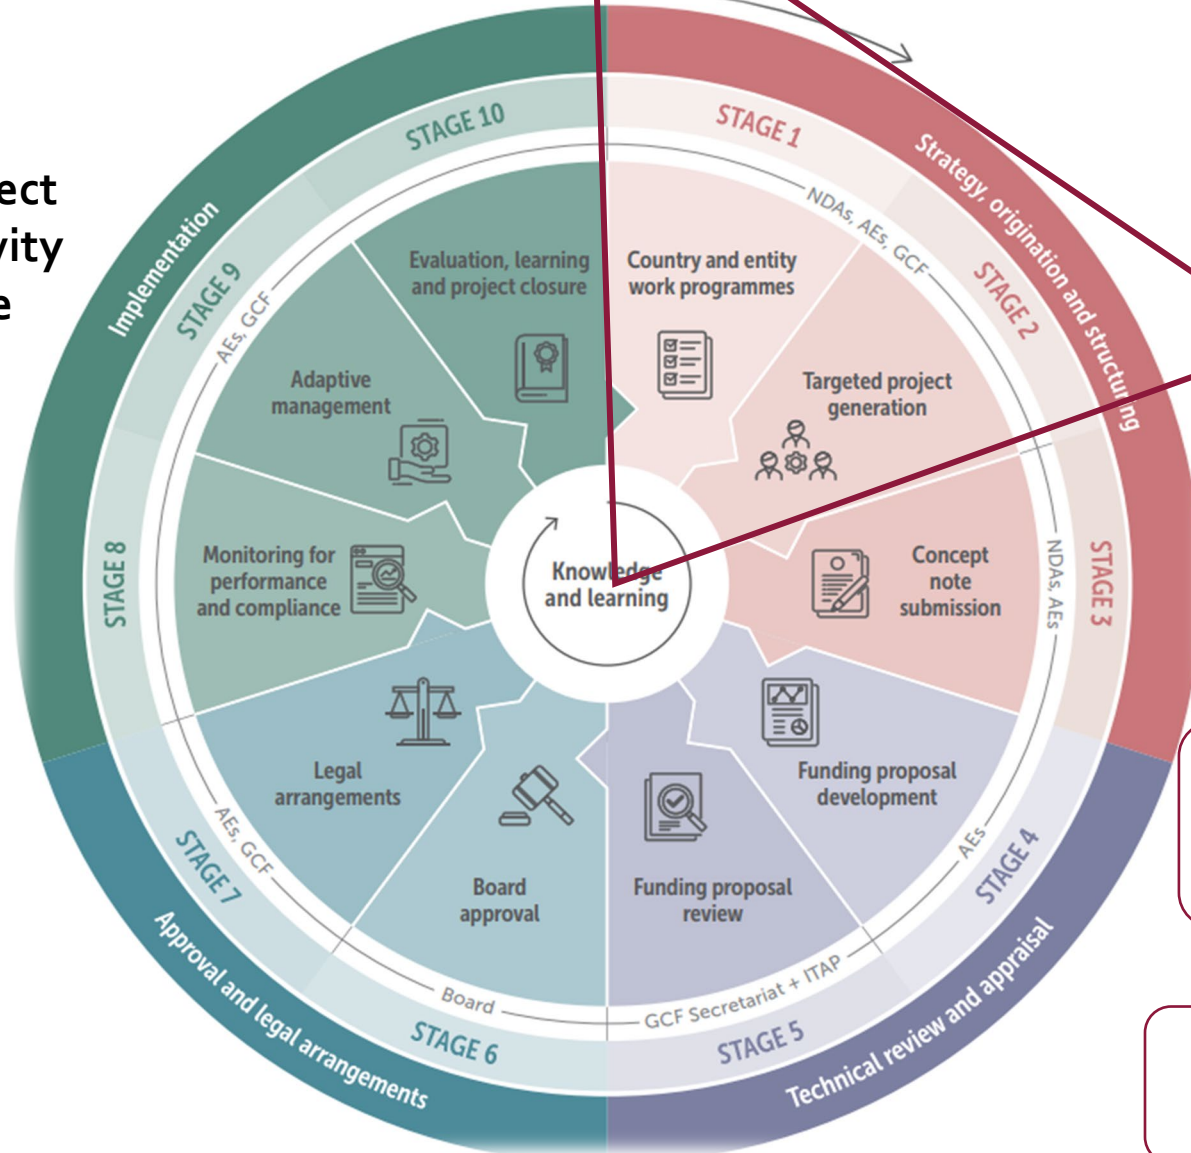 ect
vity
e
STAGE 1
STAGE 2
STAGE 3
STAGE 4
STAGE 5
STAGE 6
STAGE 7
STAGE 8
STAGE 9
STAGE 10
Strategy, origination and structuring
Technical review and appraisal
Approval and legal arrangements
Implementation
NDAs, AEs, GCF
NDAs, AEs
AEs
GCF Secretariat + ITAP
Board
AEs, GCF
AEs, GCF
Country and entity
work programmes
Targeted project
generation
Concept
note
submission
Funding proposal
development
Funding proposal
review
Board
approval
Legal
arrangements
Monitoring for
performance
and compliance
Adaptive
management
Evaluation, learning
and project closure
Knowledge
and learning